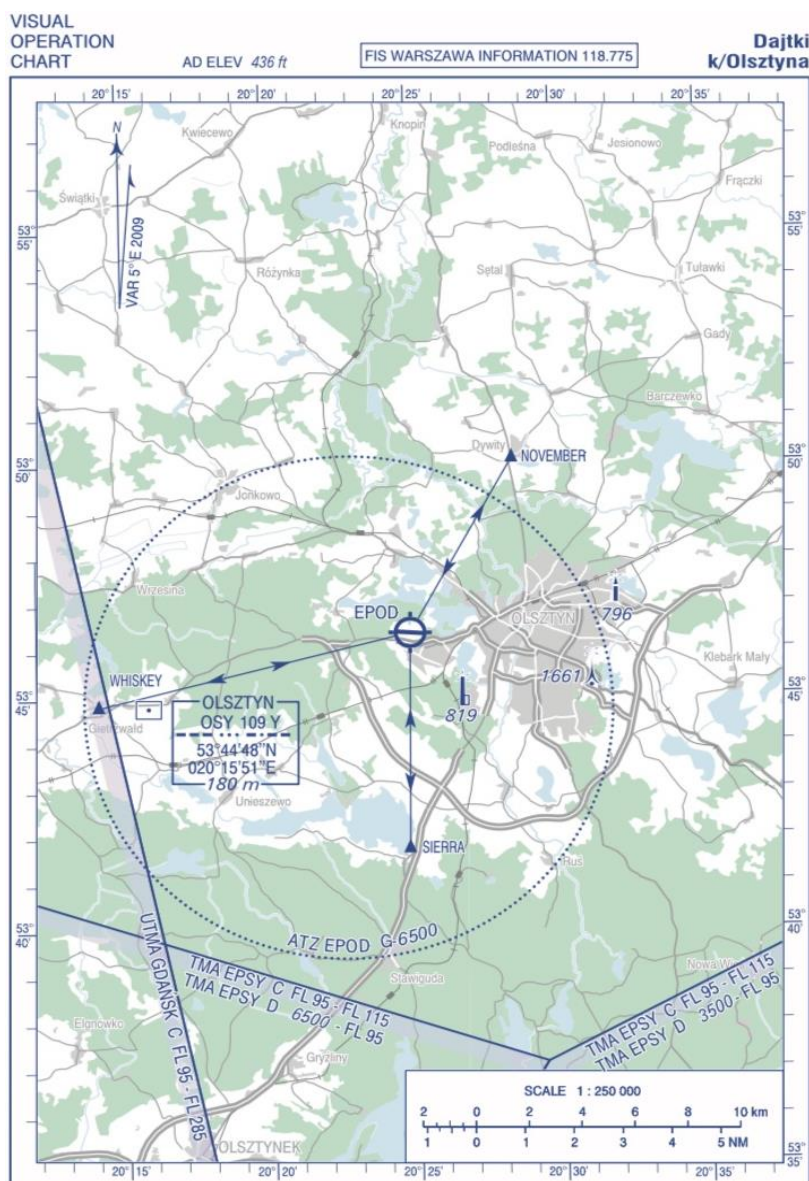 VISUAL
OPERATION
CHART
AD ELEV 436 ft
FIS WARSZAWA INFORMATION 118.775
Dajtki
k/Olsztyna
20° 15' 20° 20' 20° 25' 20° 30' 20° 35'
Knopin
Kwiecewo
Podleśna
Jesionowo
N
Frączki
Świątki
53°
55'
53°
55'
VAR 5° E 2009
Różynka
Sętal
Tuławki
Gady
Barczewko
Dywity
NOVEMBER
53°
50'
53°
50'
Jonkowo
Wrzesina
EPOD
OLSZTYN
796
WHISKEY
1661
Klebark Mały
53°
45'
53°
45'
Gietrzwałd
OLSZTYN
OSY 109 Y
53°44'48"N
020°15'51"E
180 m
819
Unieszewo
SIERRA
Ruś
53°
40'
53°
40'
ATZ EPOD G-6500
UTMA GDAŃSK C FL 95 - FL 285
TMA EPSY C FL 95 - FL 115
TMA EPSY D 6500 - FL 95
Stawiguda
TMA EPSY C FL 95 - FL 115
TMA EPSY D 3500 - FL 95
Elgnowko
Gryźliny
SCALE 1 : 250 000
2 0 2 4 6 8 10 km
1 0 1 2 3 4 5 NM
OLSZTYNEK
53°
35'
53°
35'
20° 15' 20° 20' 20° 25' 20° 30' 20° 35'